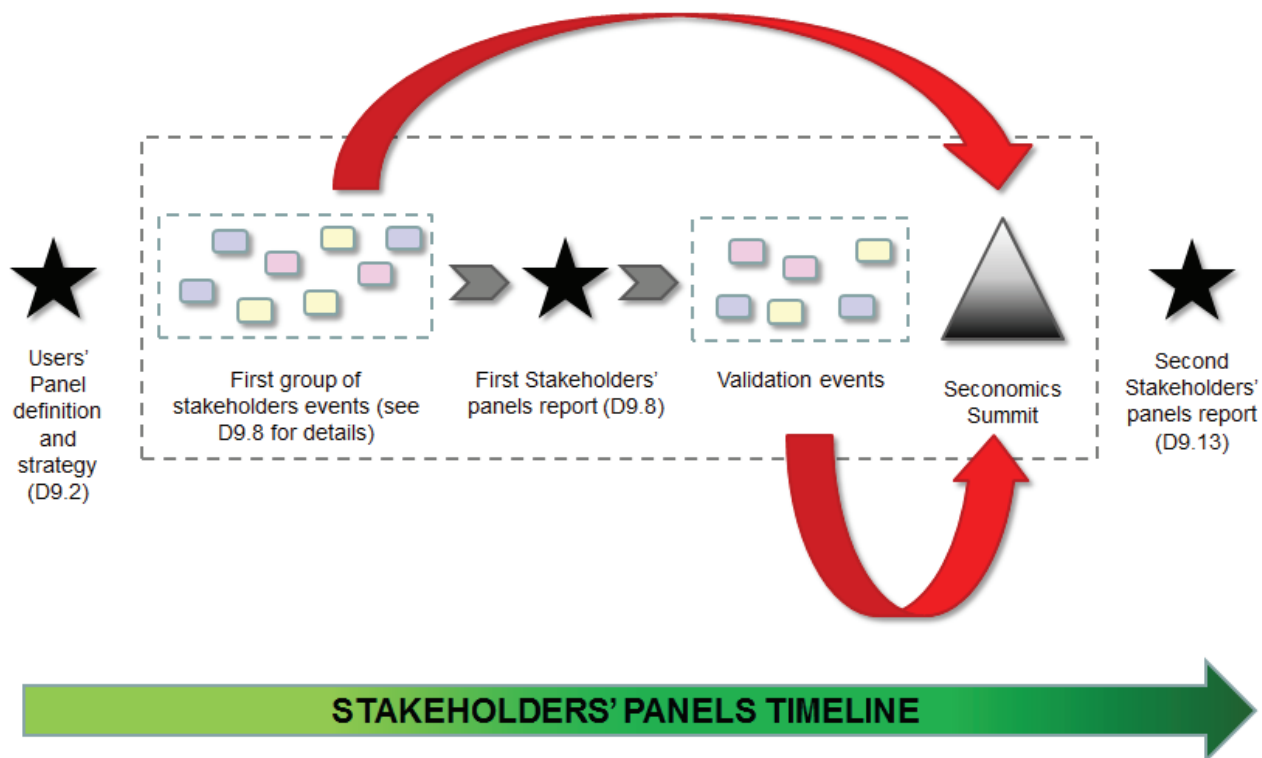 Users'
Panel
definition
and
strategy
(D9.2)
First group of
stakeholders events (see
D9.8 for details)
First Stakeholders'
panels report (D9.8)
Validation events
Seconomics
Summit
Second
Stakeholders'
panels report
(D9.13)
STAKEHOLDERS' PANELS TIMELINE